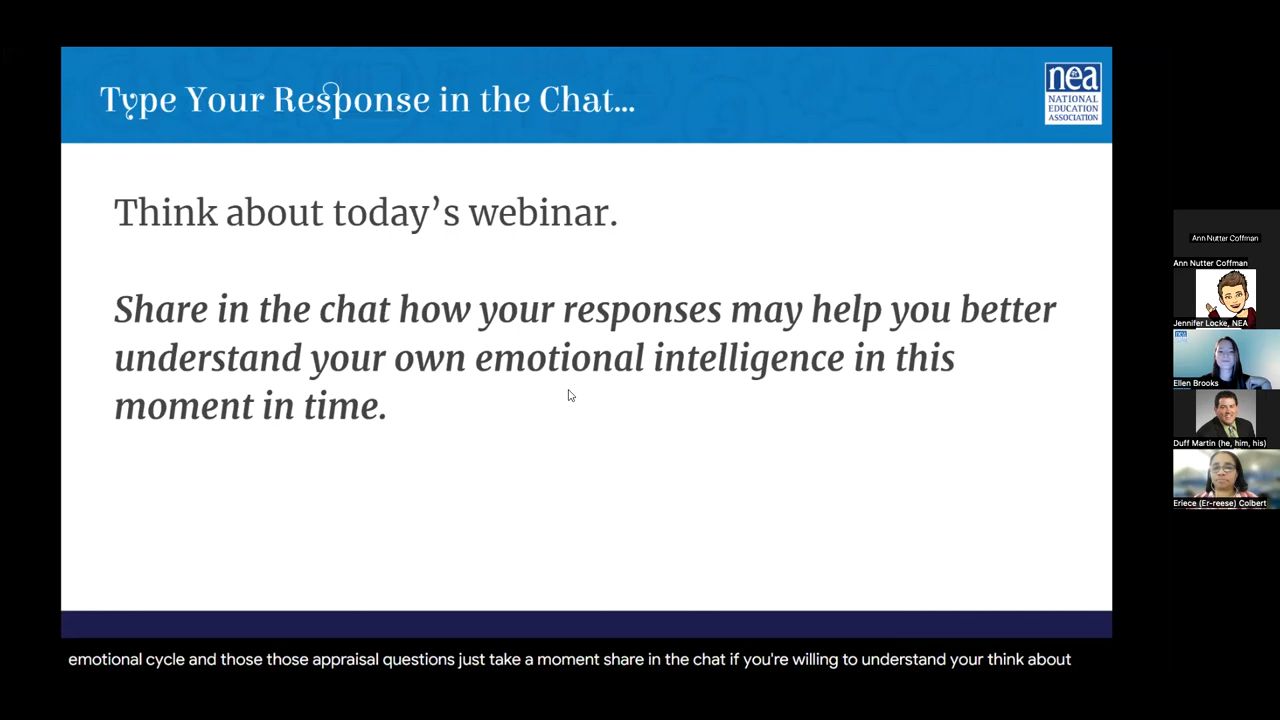 Type Your Response in the Chat...
nea
NATIONAL
EDUCATION
ASSOCIATION
Think about today’s webinar.
Share in the chat how your responses may help you better
understand your own emotional intelligence in this
moment in time.
Ann Nutter Coffman
Ann Nutter Coffman
Jennifer Locke, NEA
Ellen Brooks
Duff Martin (he, him, his)
Eriece (Er-reese) Colbert
emotional cycle and those those appraisal questions just take a moment share in the chat if you're willing to understand your think about